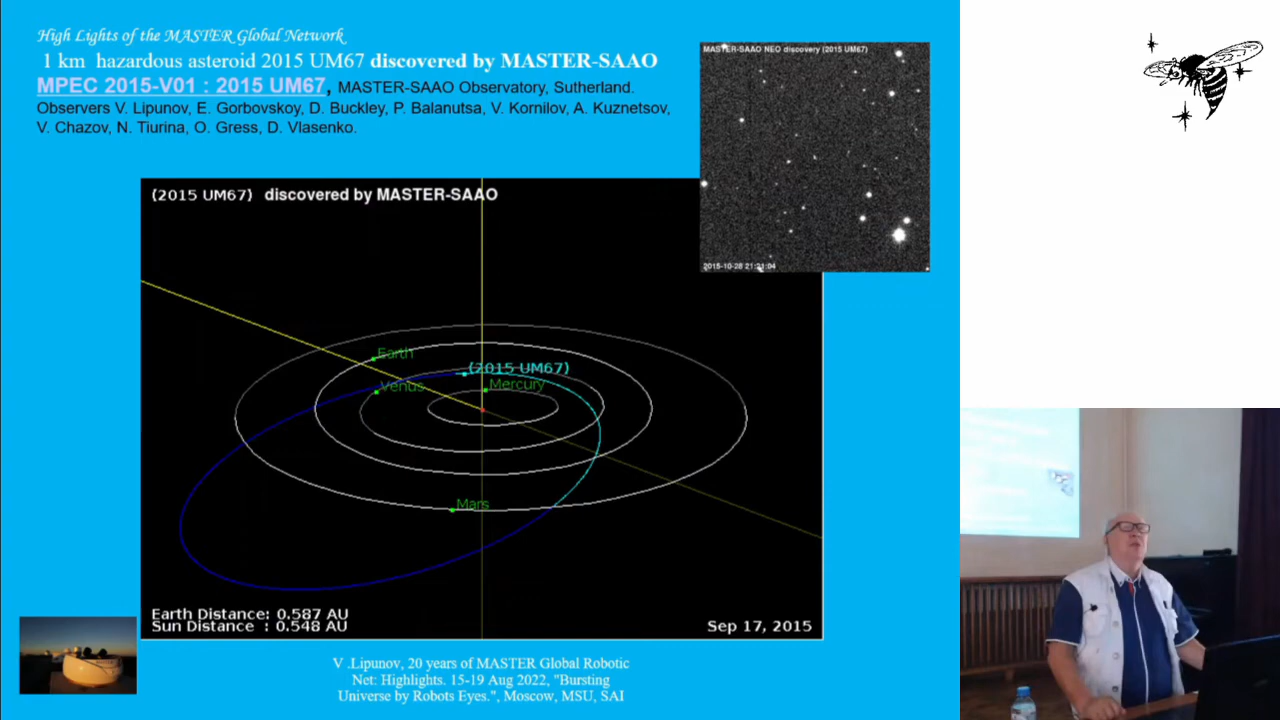 High Lights of the MASTER Global Network
1 km hazardous asteroid 2015 UM67 discovered by MASTER-SAAO
MPEC 2015-V01 : 2015 UM67, MASTER-SAAO Observatory, Sutherland.
Observers V. Lipunov, E. Gorbovskoy, D. Buckley, P. Balanutsa, V. Kornilov, A. Kuznetsov,
V. Chazov, N. Tiurina, O. Gress, D. Vlasenko.
MASTER-SAAO NEO discovery (2015 UM67)
2015-10-28 21:21:04
(2015 UM67) discovered by MASTER-SAAO
Earth
(2015 UM67)
Venus
Mercury
Mars
Earth Distance: 0.587 AU
Sun Distance : 0.548 AU
Sep 17, 2015
V .Lipunov, 20 years of MASTER Global Robotic
Net: Highlights. 15-19 Aug 2022, "Bursting
Universe by Robots Eyes.", Moscow, MSU, SAI